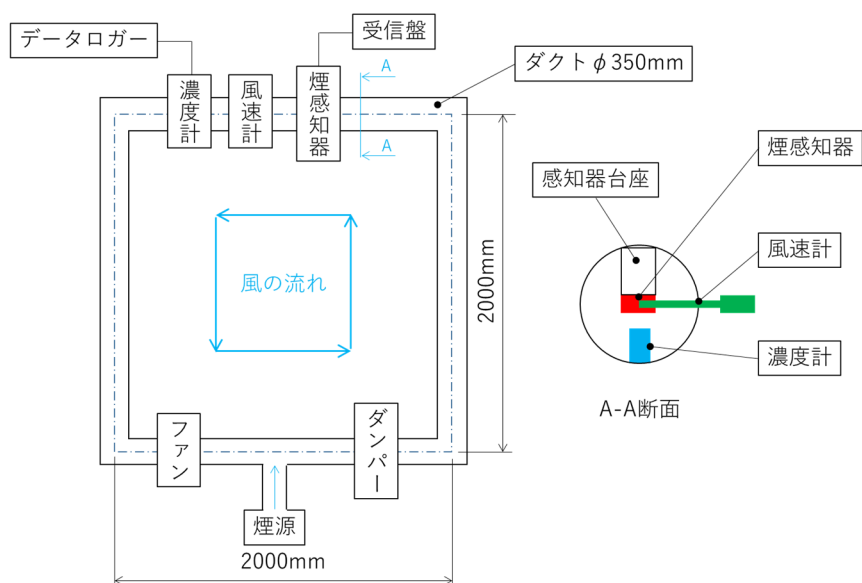 データロガー
受信盤
ダクトφ350mm
濃度計
風速計
煙感知器
A
A
煙感知器
感知器台座
風速計
風の流れ
2000mm
濃度計
A-A断面
ファン
ダンパー
煙源
2000mm